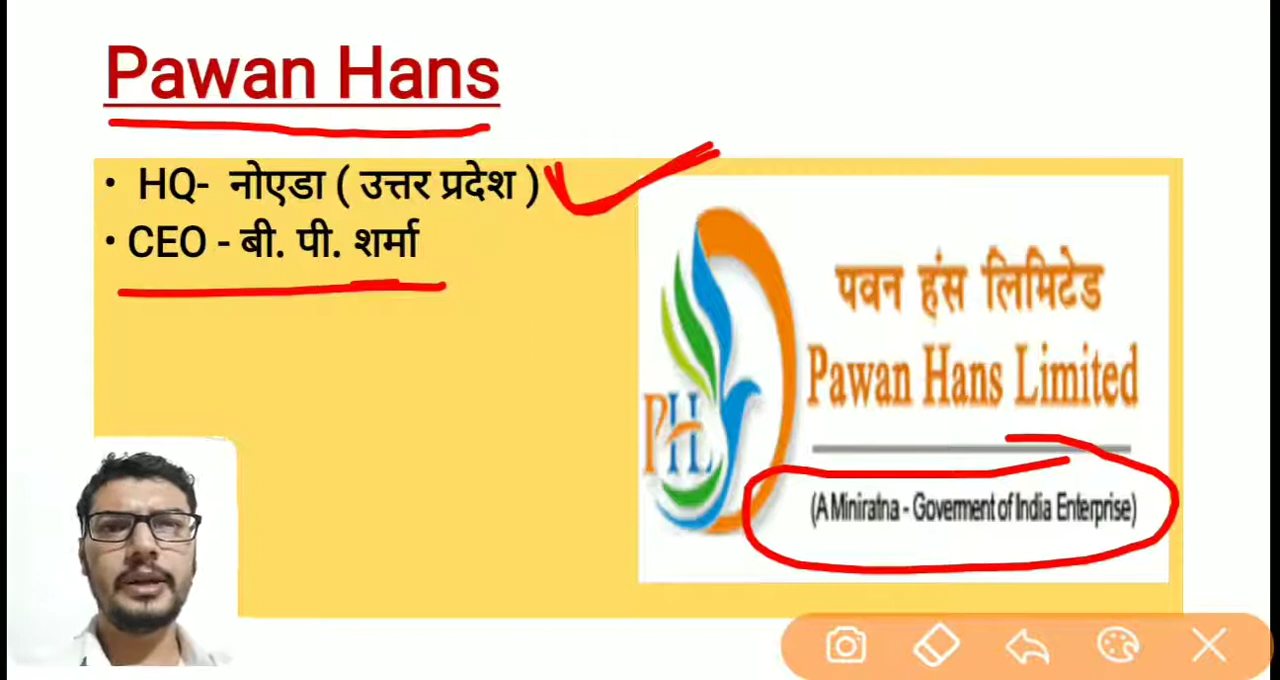 Pawan Hans
• HQ- नोएडा ( उत्तर प्रदेश )
• CEO - बी. पी. शर्मा
पवन हंस लिमिटेड
Pawan Hans Limited
PHL
(A Miniratna - Goverment of India Enterprise)